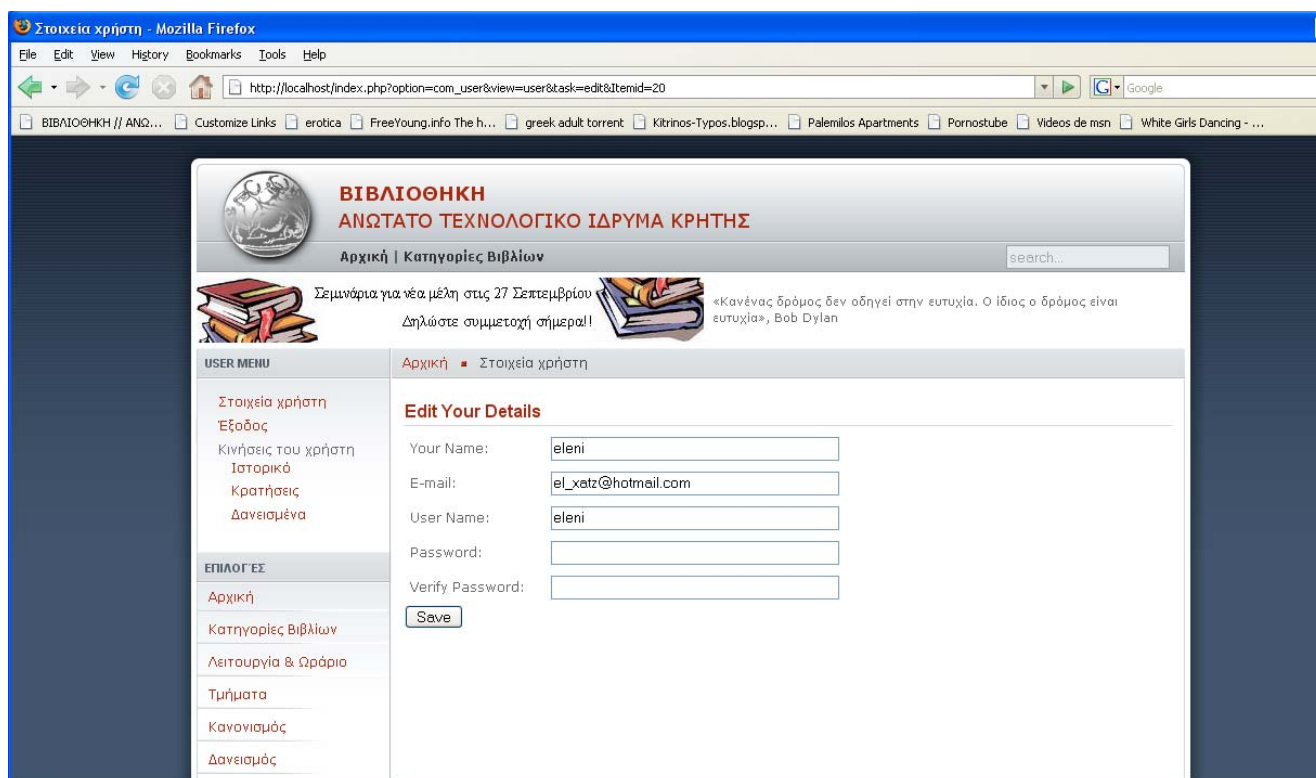 Στοιχεία χρήστη - Mozilla Firefox
File Edit View History Bookmarks Tools Help
http://localhost/index.php?option=com_user&view=user&task=edit&Itemid=20
G Google
ΒΙΒΛΙΟΘΗΚΗ // ΑΝΩ... Customize Links erotica FreeYoung.info The h... greek adult torrent Kitrinos-Typos.blogsp... Palemilos Apartments Pornostube Videos de msn White Girls Dancing - ...
ΒΙΒΛΙΟΘΗΚΗ
ΑΝΩΤΑΤΟ ΤΕΧΝΟΛΟΓΙΚΟ ΙΔΡΥΜΑ ΚΡΗΤΗΣ
Αρχική | Κατηγορίες Βιβλίων
search...
Σεμινάρια για νέα μέλη στις 27 Σεπτεμβρίου
Δηλώστε συμμετοχή σήμερα!!
«Κανένας δρόμος δεν οδηγεί στην ευτυχία. Ο ίδιος ο δρόμος είναι
ευτυχία», Bob Dylan
USER MENU
Στοιχεία χρήστη
Έξοδος
Κινήσεις του χρήστη
Ιστορικό
Κρατήσεις
Δανεισμένα
ΕΠΙΛΟΓΈΣ
Αρχική
Κατηγορίες Βιβλίων
Λειτουργία & Ωράριο
Τμήματα
Κανονισμός
Δανεισμός
Αρχική Στοιχεία χρήστη
Edit Your Details
Your Name: eleni
E-mail: el_xatz@hotmail.com
User Name: eleni
Password:
Verify Password:
Save